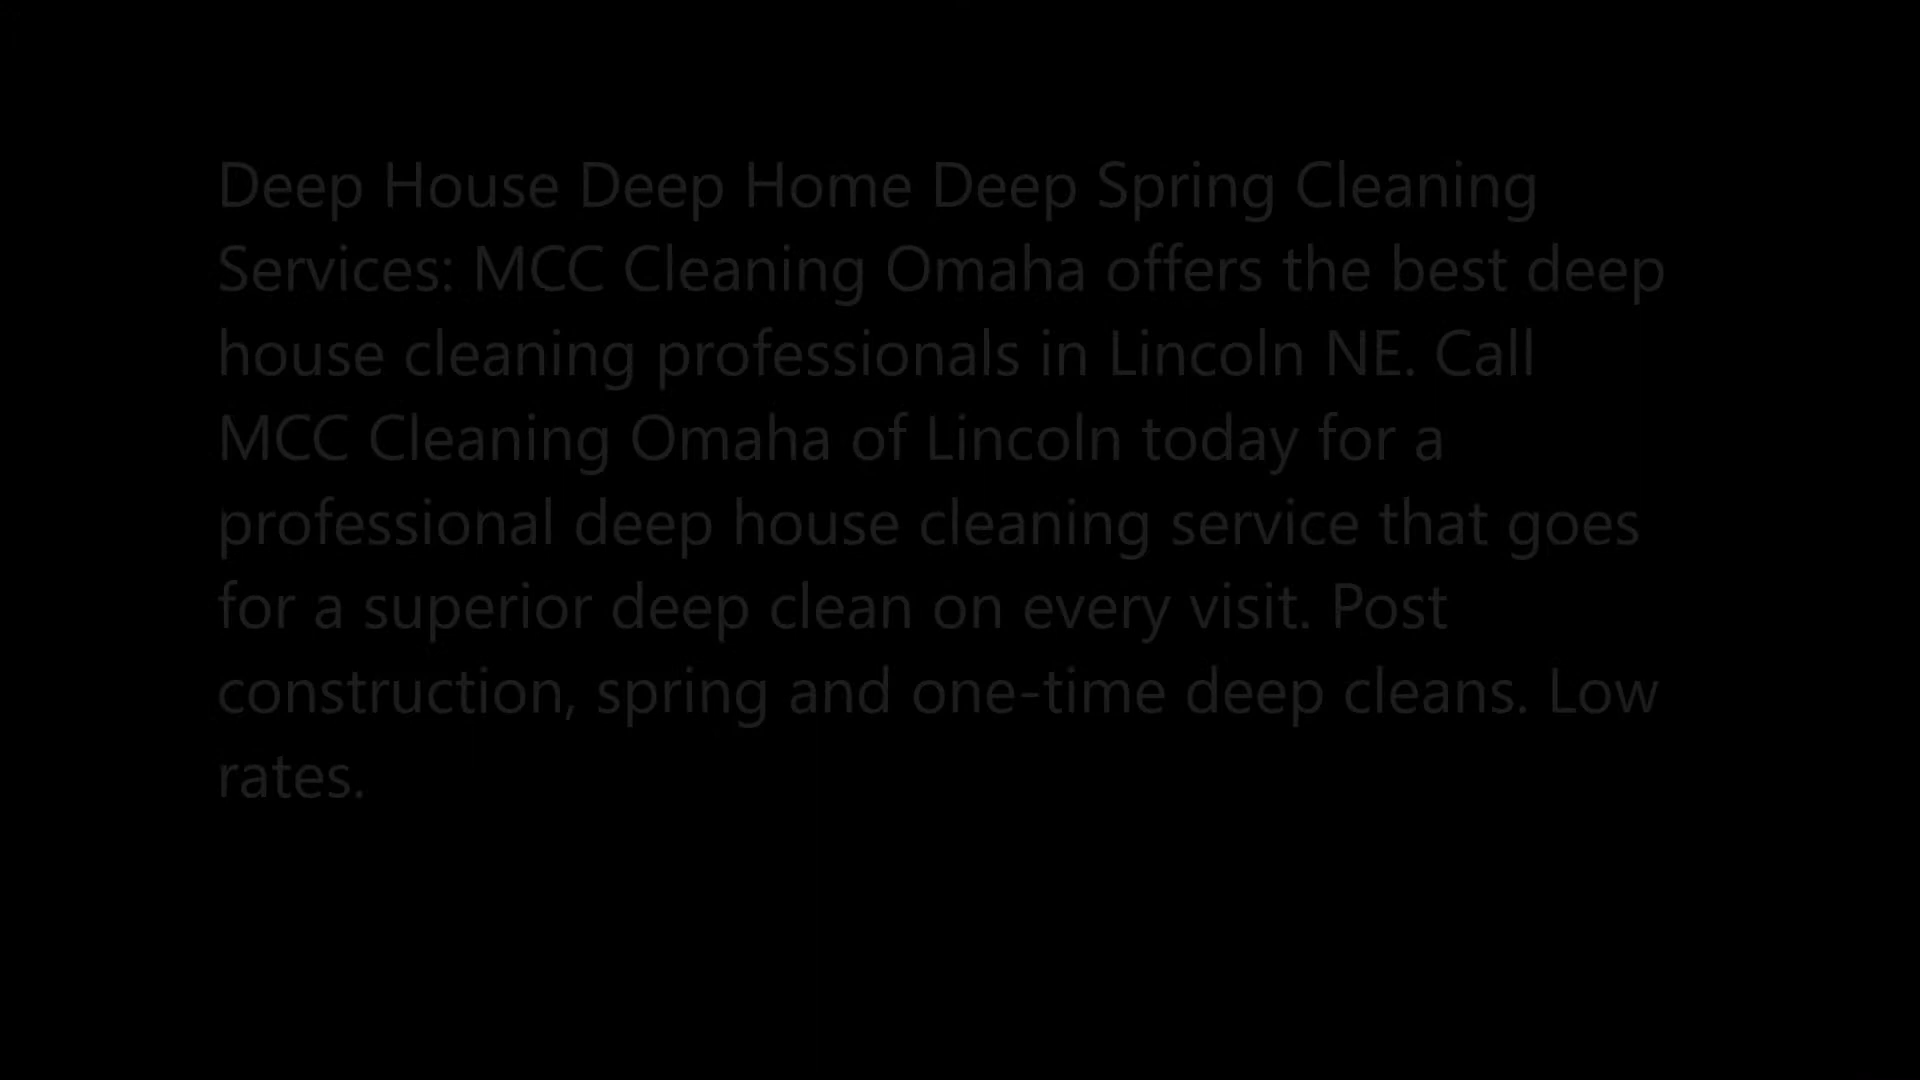 Deep House Deep Home Deep Spring Cleaning
Services: MCC Cleaning Omaha offers the best deep
house cleaning professionals in Lincoln NE. Call
MCC Cleaning Omaha of Lincoln today for a
professional deep house cleaning service that goes
for a superior deep clean on every visit. Post
construction, spring and one-time deep cleans. Low
rates.